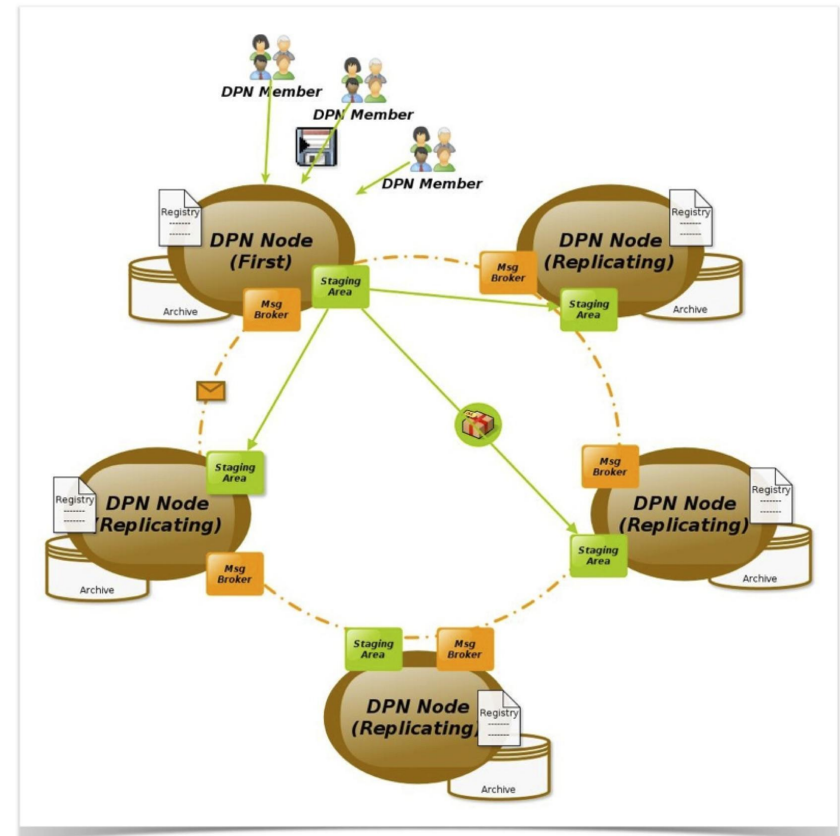 DPN Member
DPN Member
DPN Member
Registry
DPN Node
(First)
Archive
Msg
Broker
Staging
Area
Msg
Broker
DPN Node
(Replicating)
Registry
Staging
Area
Archive
Registry
DPN Node
(Replicating)
Staging
Area
Msg
Broker
Archive
Msg
Broker
DPN Node
(Replicating)
Registry
Staging
Area
Archive
Staging
Area
Msg
Broker
DPN Node
(Replicating)
Registry
Archive